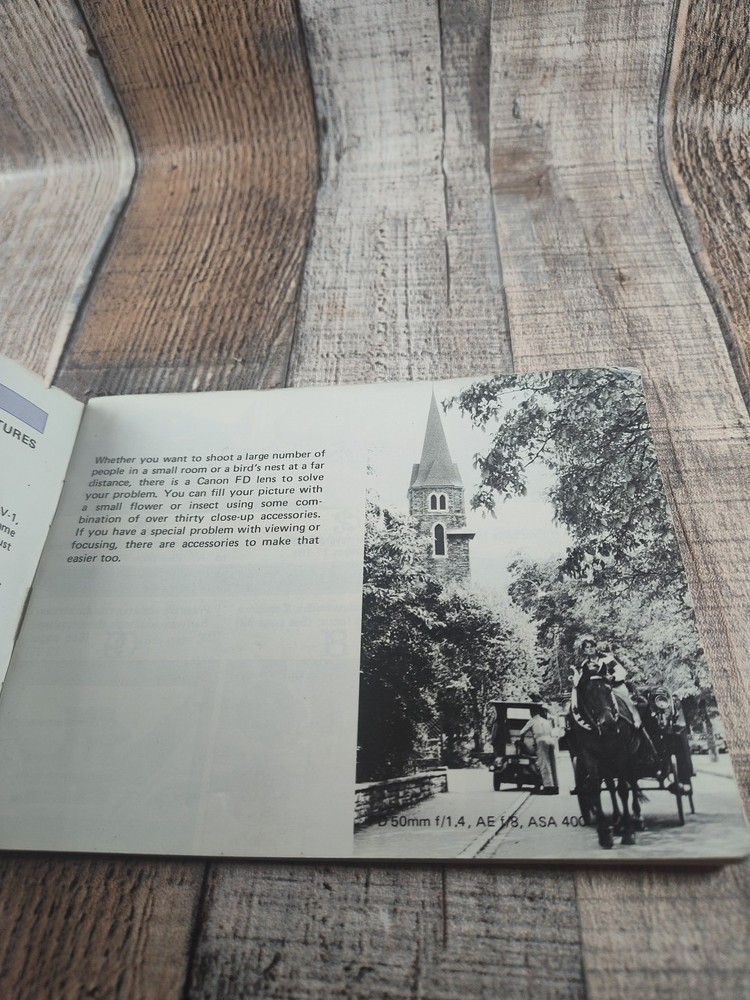 TURES
V-1,
Whether you want to shoot a large number of
people in a small room or a bird's nest at a far
distance, there is a Canon FD lens to solve
your problem. You can fill your picture with
a small flower or insect using some com-
bination of over thirty close-up accessories.
If you have a special problem with viewing or
focusing, there are accessories to make that
easier too.
FD 50mm f/1.4, AE f/8, ASA 400